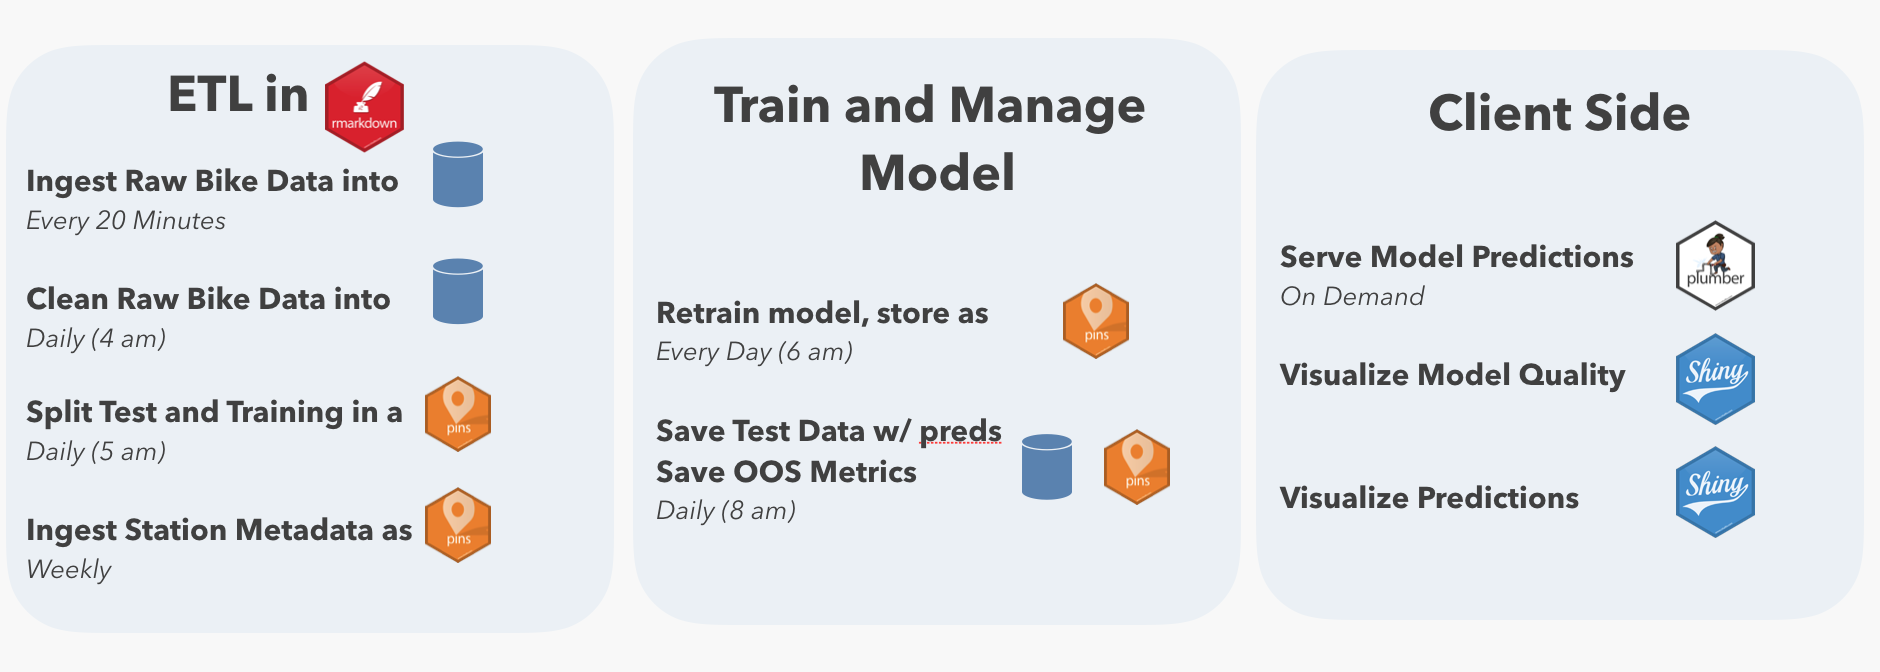 ETL in
rmarkdown
Ingest Raw Bike Data into
Every 20 Minutes
Clean Raw Bike Data into
Daily (4 am)
Split Test and Training in a
pins
Daily (5 am)
Ingest Station Metadata as
pins
Weekly
Train and Manage
Model
Retrain model, store as
pins
Every Day (6 am)
Save Test Data w/ preds
Save OOS Metrics
pins
Daily (8 am)
Client Side
Serve Model Predictions
plumber
On Demand
Visualize Model Quality
Shiny
Visualize Predictions
Shiny